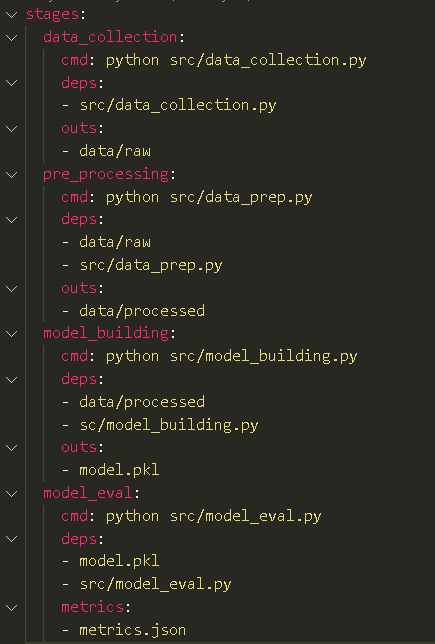 stages:
data_collection:
cmd: python src/data_collection.py
deps:
- src/data_collection.py
outs:
- data/raw
pre_processing:
cmd: python src/data_prep.py
deps:
- data/raw
- src/data_prep.py
outs:
- data/processed
model_building:
cmd: python src/model_building.py
deps:
- data/processed
- sc/model_building.py
outs:
- model.pkl
model_eval:
cmd: python src/model_eval.py
deps:
- model.pkl
- src/model_eval.py
metrics:
- metrics.json